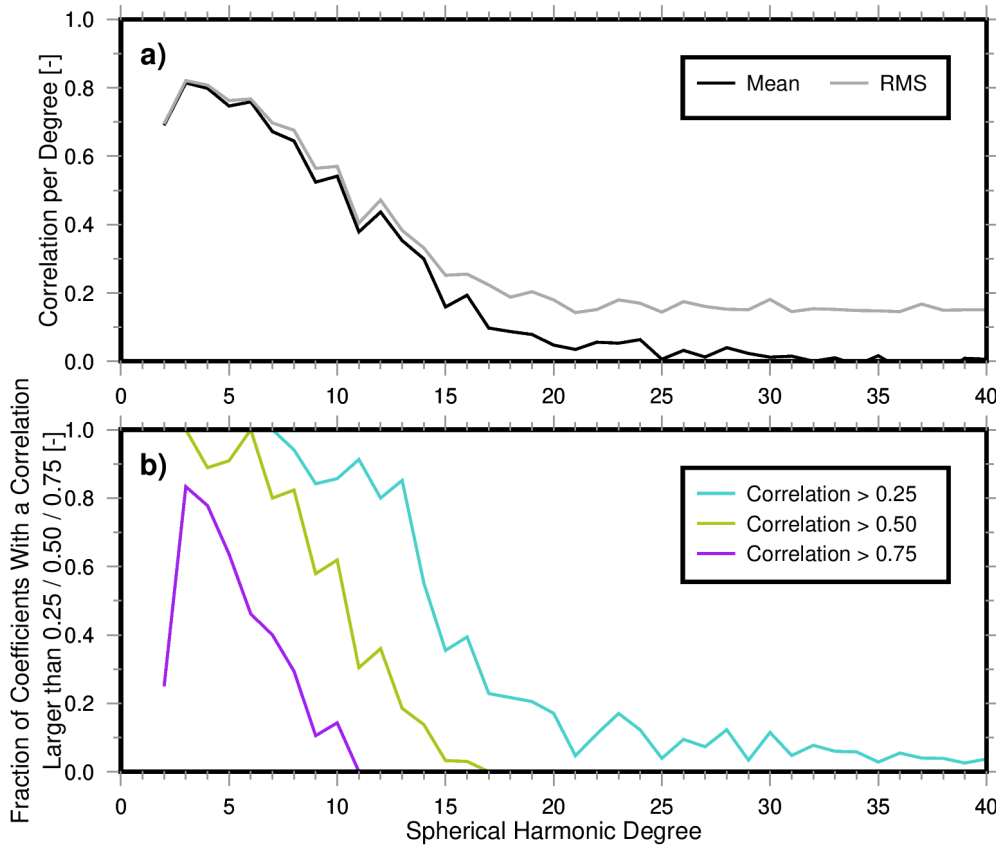 a)
Mean
RMS
Correlation per Degree [-]
1.0
0.8
0.6
0.4
0.2
0.0
0 5 10 15 20 25 30 35 40
b)
Correlation > 0.25
Correlation > 0.50
Correlation > 0.75
Fraction of Coefficients With a Correlation
Larger than 0.25 / 0.50 / 0.75 [-]
1.0
0.8
0.6
0.4
0.2
0.0
0 5 10 15 20 25 30 35 40
Spherical Harmonic Degree